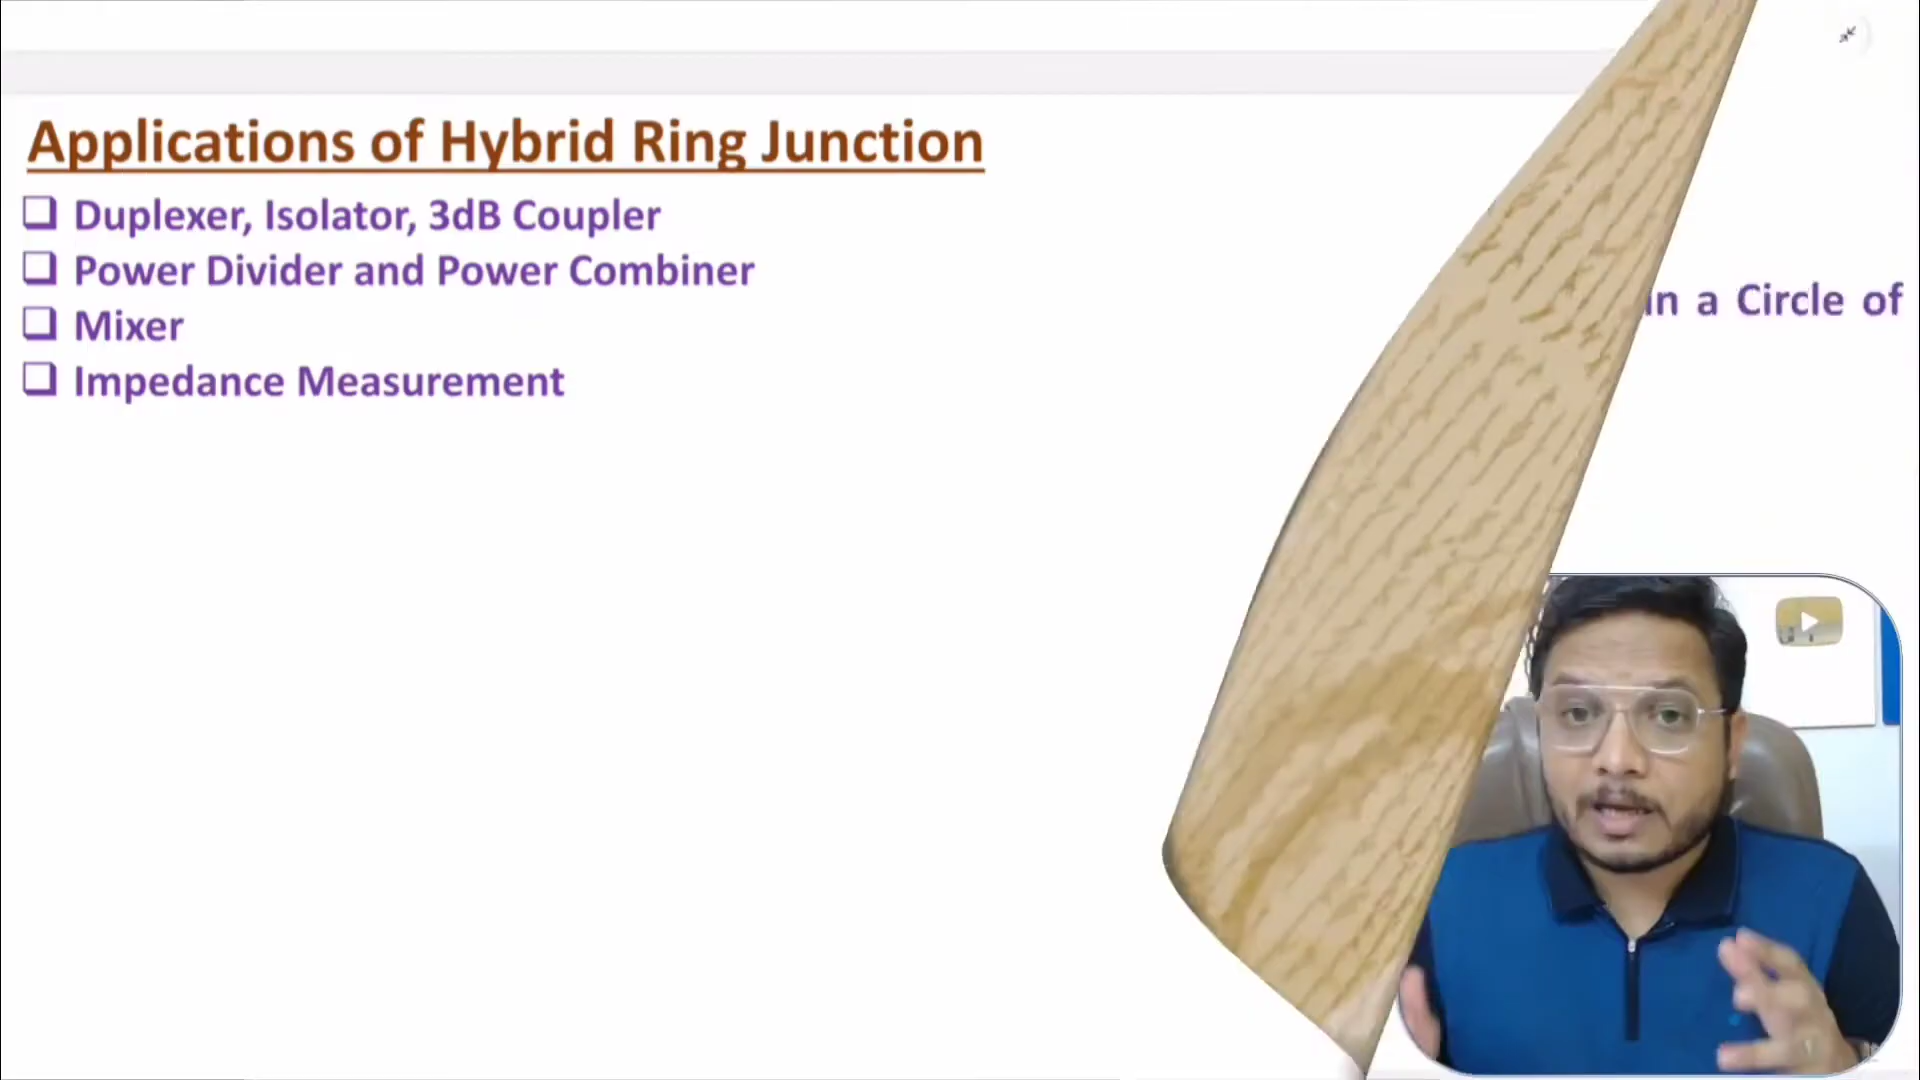 Applications of Hybrid Ring Junction
Duplexer, Isolator, 3dB Coupler
Power Divider and Power Combiner
Mixer
Impedance Measurement
in a Circle of